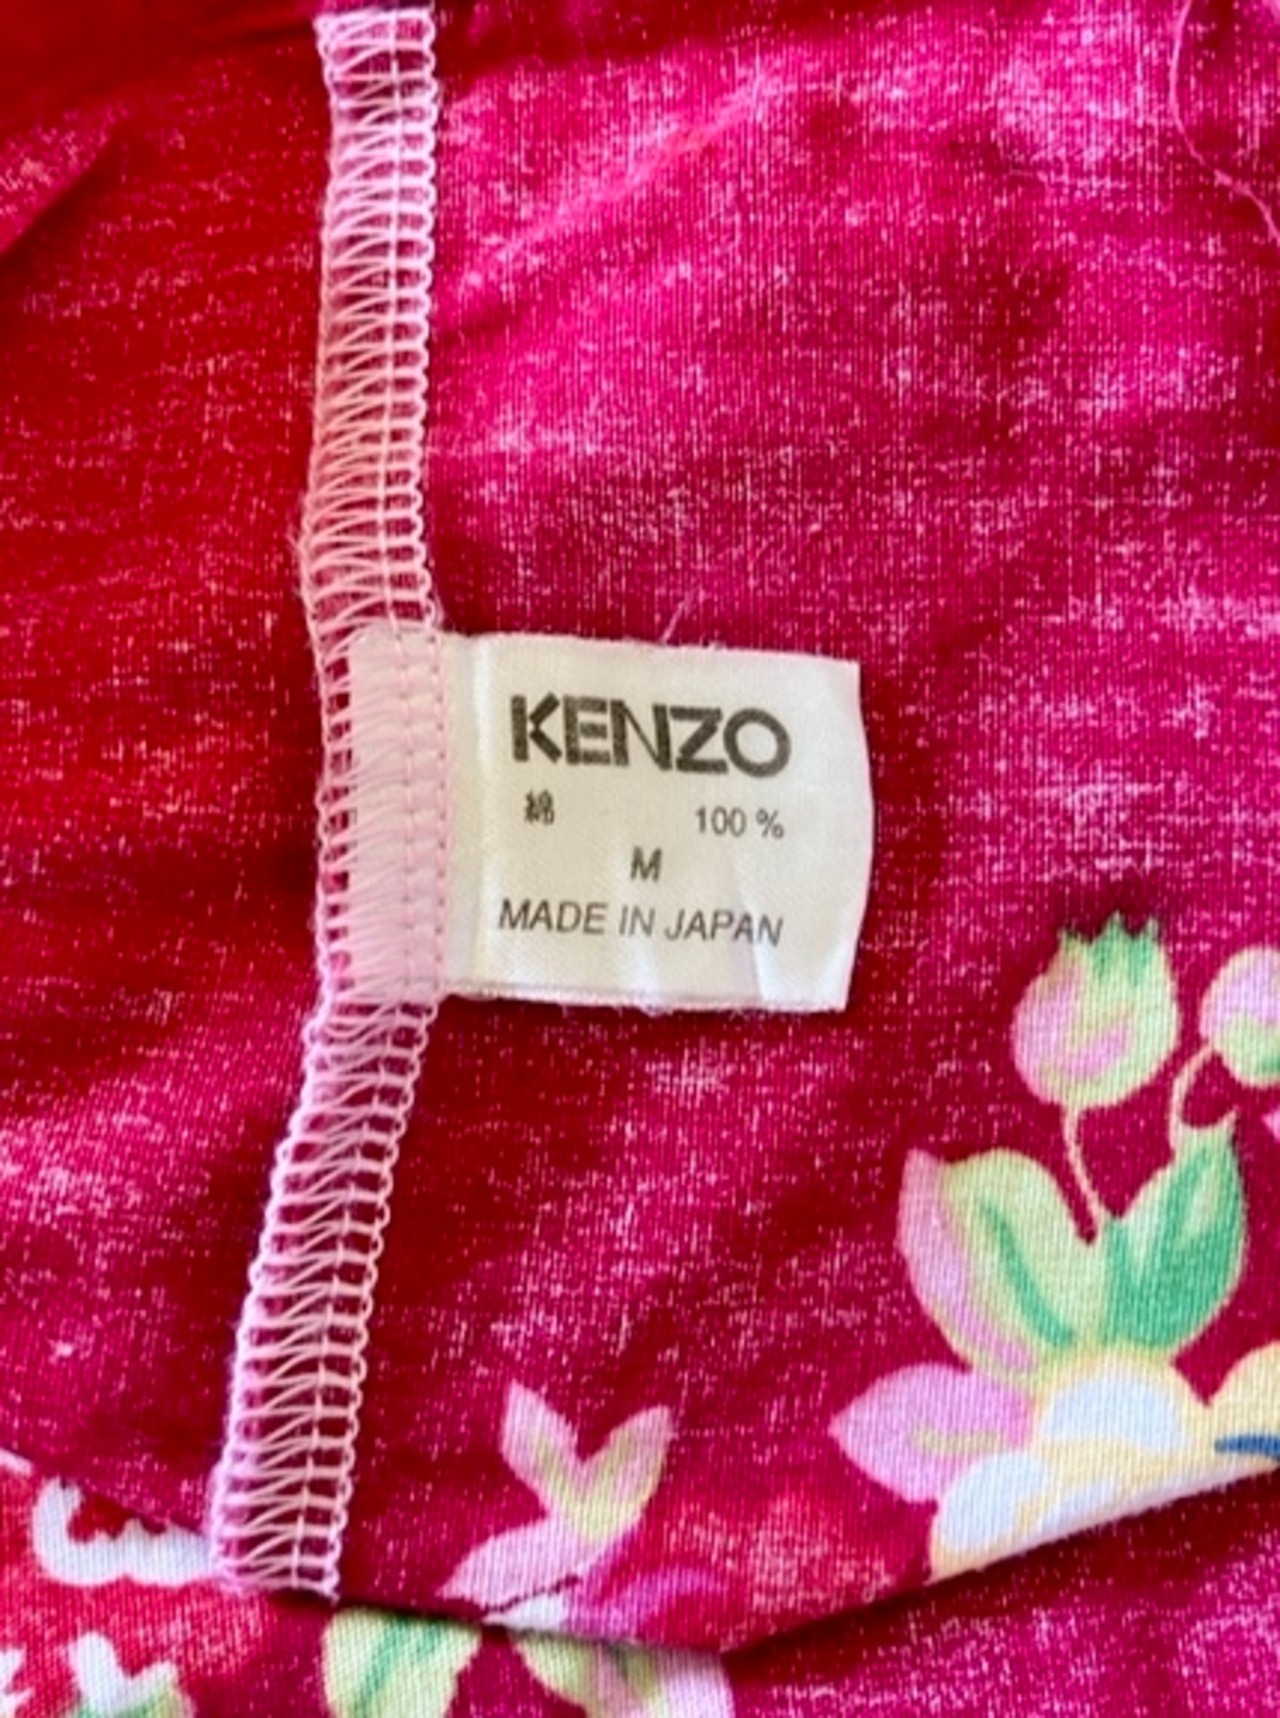 KENZO
綿 100 %
M
MADE IN JAPAN